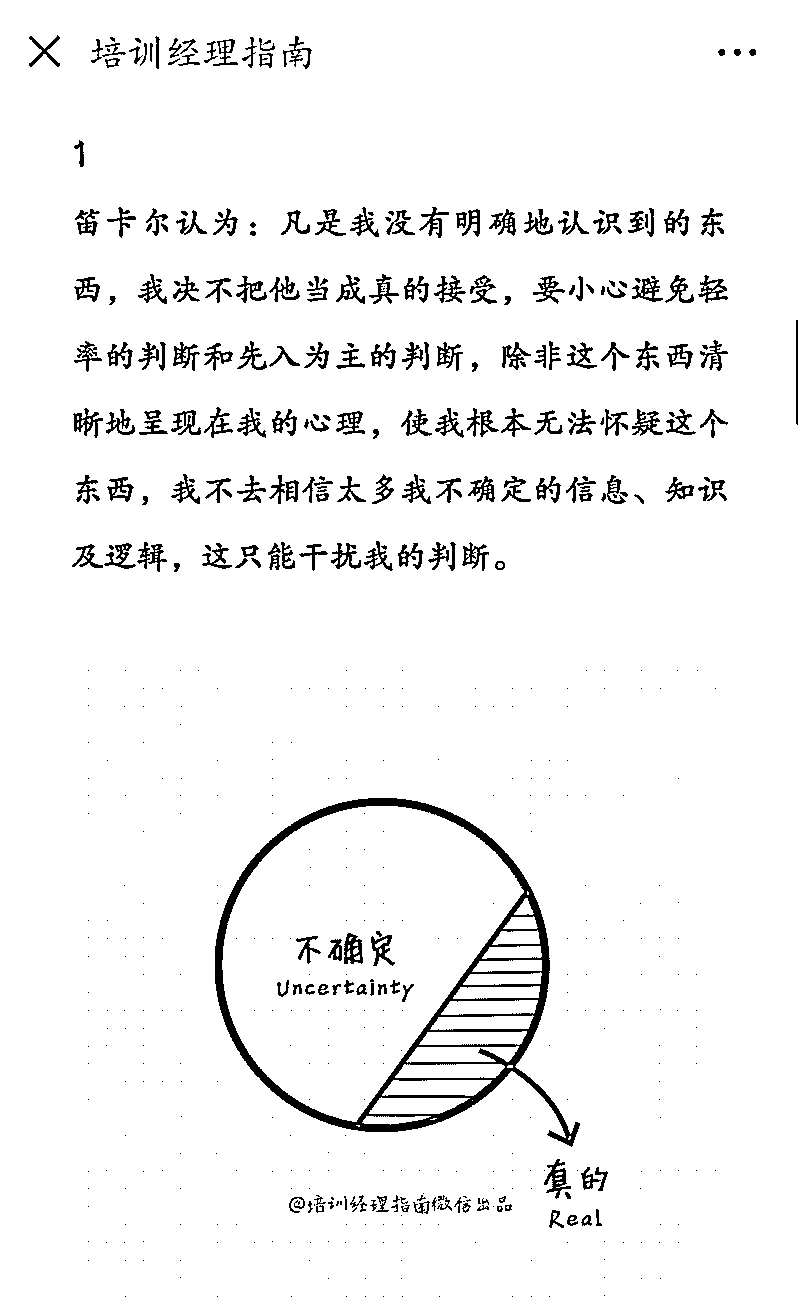 培训经理指南
1
笛卡尔认为：凡是我没有明确地认识到的东
西，我决不把他当成真的接受，要小心避免轻
率的判断和先入为主的判断，除非这个东西清
晰地呈现在我的心理，使我根本无法怀疑这个
东西，我不去相信太多我不确定的信息、知识
及逻辑，这只能干扰我的判断。
不确定
Uncertainty
真的
Real
@培训经理指南微信出品